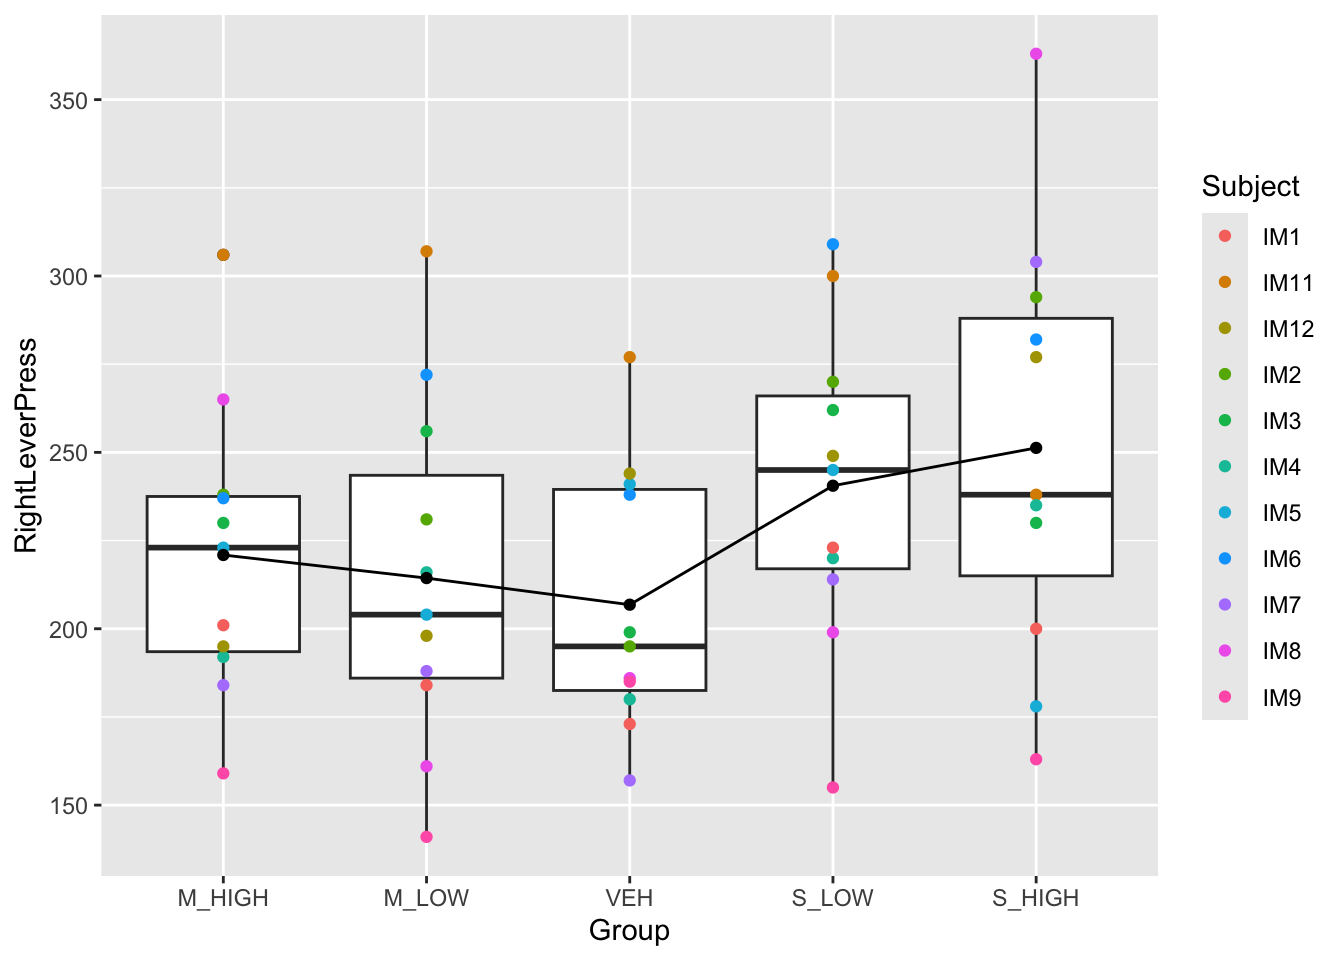 RightLeverPress
350
300
250
200
150
M_HIGH M_LOW VEH S_LOW S_HIGH
Group
Subject
IM1
IM11
IM12
IM2
IM3
IM4
IM5
IM6
IM7
IM8
IM9